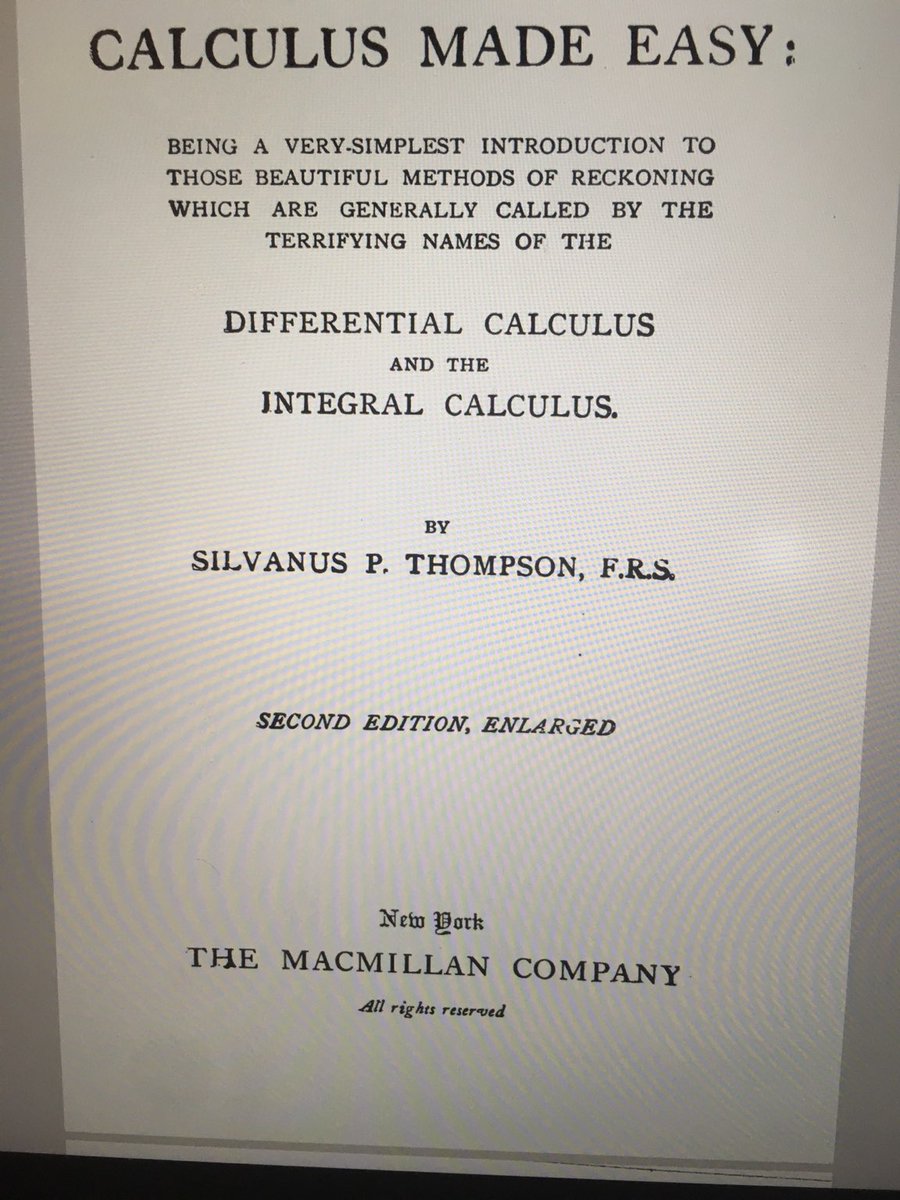 CALCULUS MADE EASY:
BEING A VERY-SIMPLEST INTRODUCTION TO
THOSE BEAUTIFUL METHODS OF RECKONING
WHICH ARE GENERALLY CALLED BY THE
TERRIFYING NAMES OF THE
DIFFERENTIAL CALCULUS
AND THE
INTEGRAL CALCULUS.
BY
SILVANUS P. THOMPSON, F.R.S.
SECOND EDITION, ENLARGED
New York
THE MACMILLAN COMPANY
All rights reserved